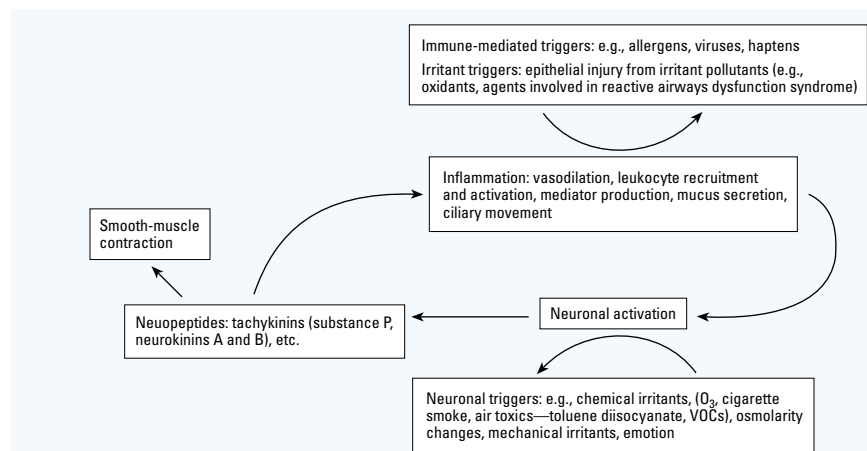 Immune-mediated triggers: e.g., allergens, viruses, haptens
Irritant triggers: epithelial injury from irritant pollutants (e.g.,
oxidants, agents involved in reactive airways dysfunction syndrome)
Inflammation: vasodilation, leukocyte recruitment
and activation, mediator production, mucus secretion,
ciliary movement
Smooth-muscle
contraction
Neuopeptides: tachykinins (substance P,
neurokinins A and B), etc.
Neuronal activation
Neuronal triggers: e.g., chemical irritants, (O₃, cigarette
smoke, air toxics—toluene diisocyanate, VOCs), osmolarity
changes, mechanical irritants, emotion